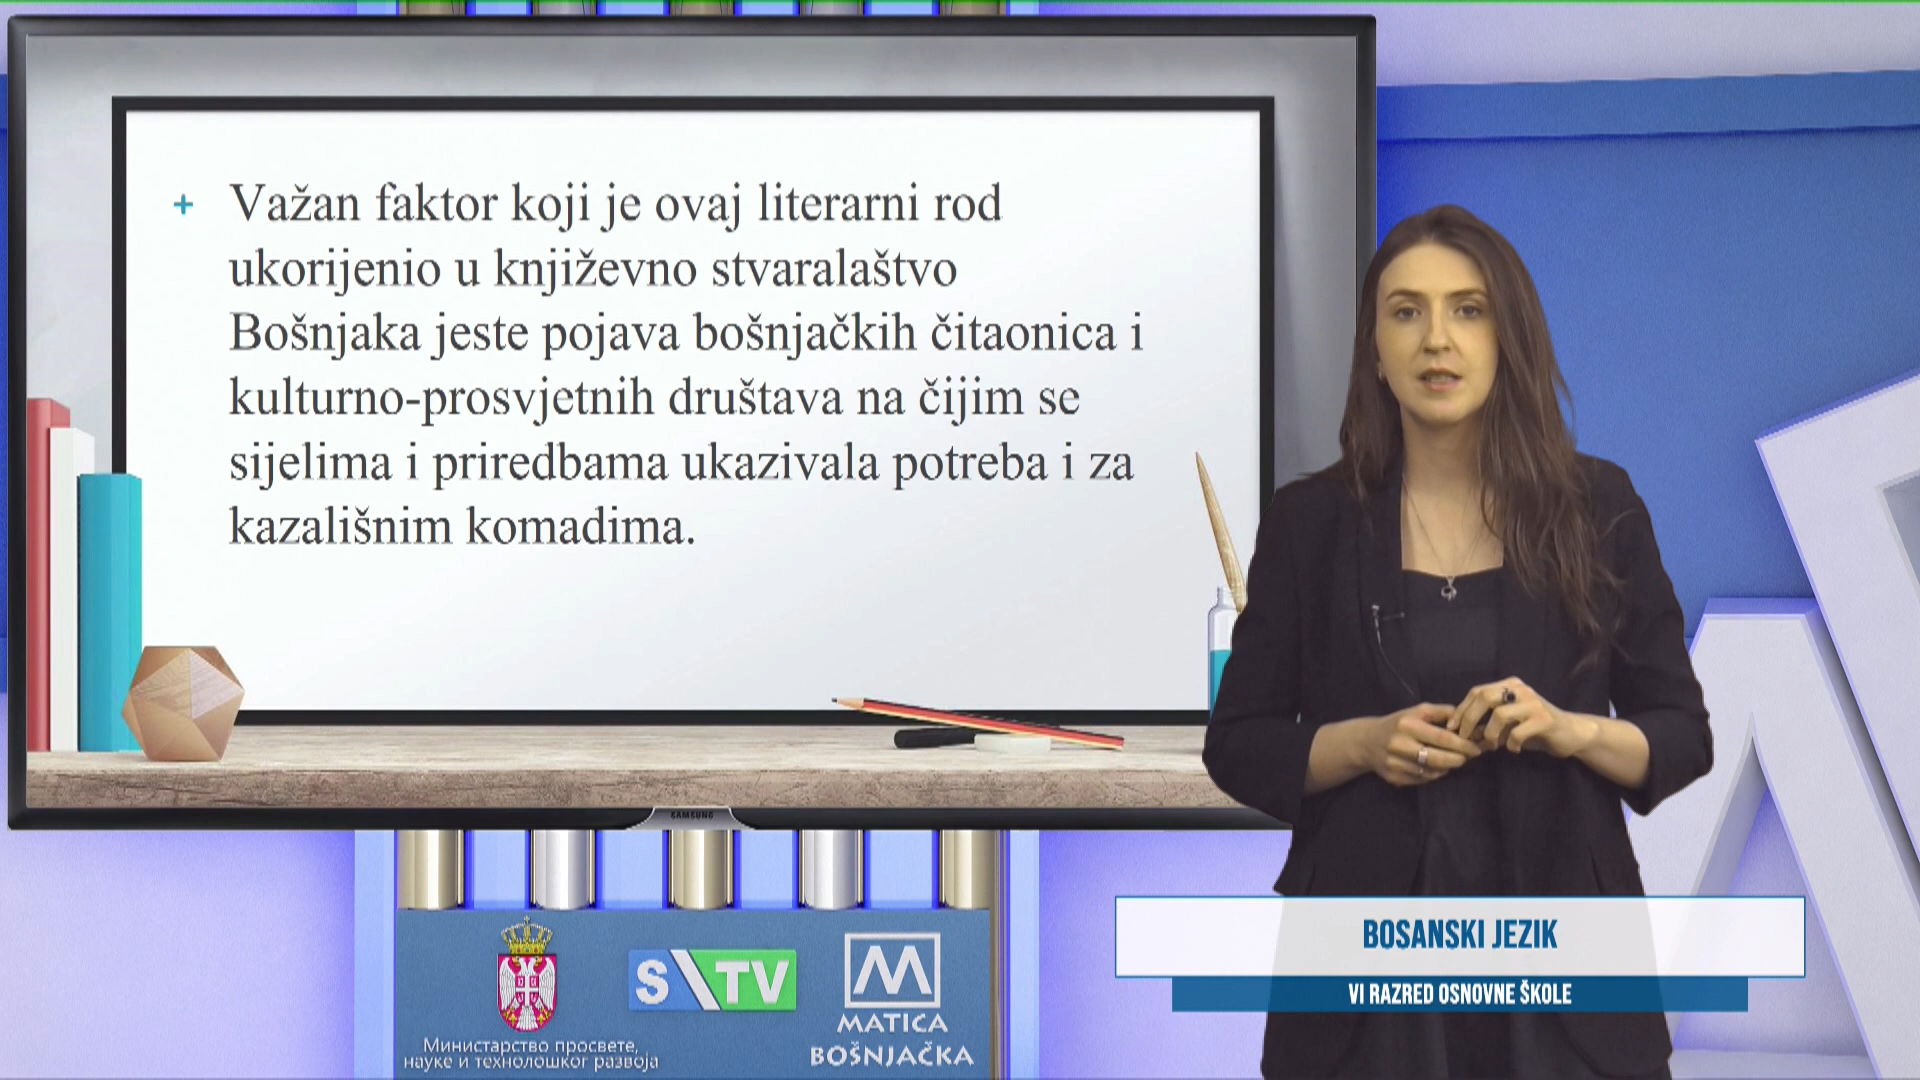 + Važan faktor koji je ovaj literarni rod
ukorijenio u književno stvaralaštvo
Bošnjaka jeste pojava bošnjačkih čitaonica i
kulturno-prosvjetnih društava na čijim se
sijelima i priredbama ukazivala potreba i za
kazališnim komadima.
SAMSUNG
Министарство просвете,
науке и технолошког развоја
S TV
MATICA
BOŠNJAČKA
BOSANSKI JEZIK
VI RAZRED OSNOVNE ŠKOLE